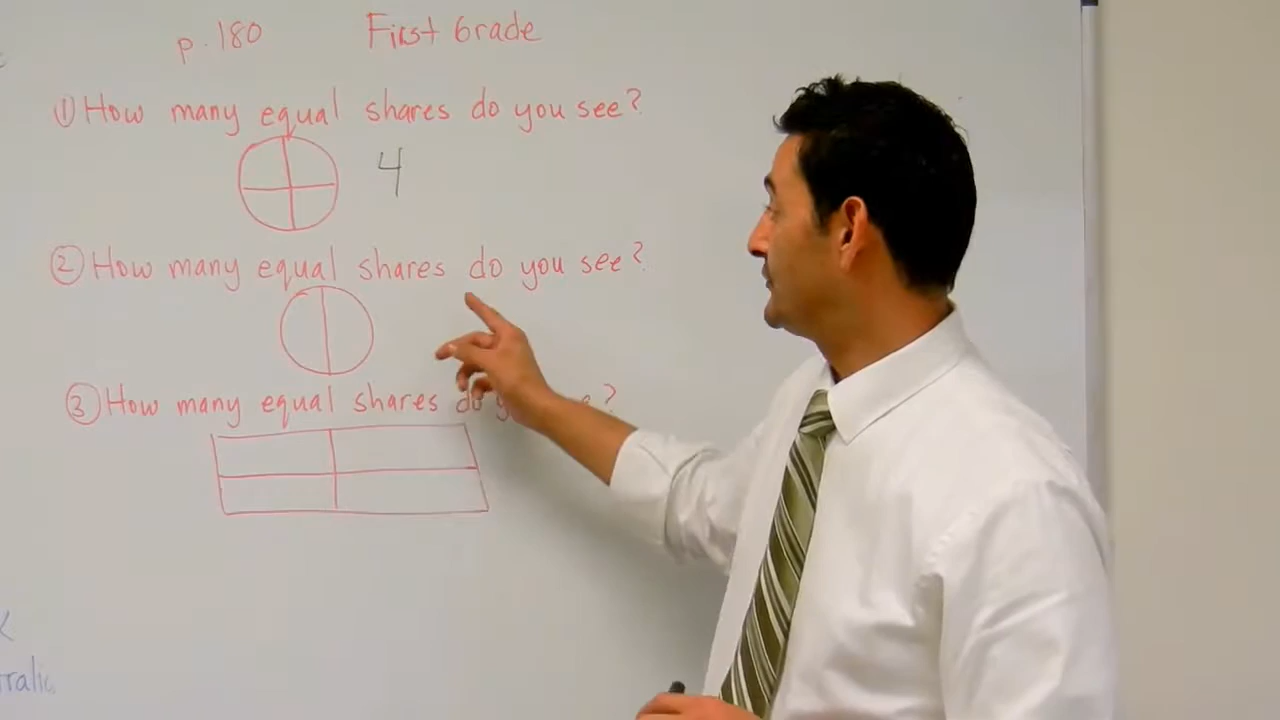 p. 180 First Grade
① How many equal shares do you see?
4
② How many equal shares do you see?
③ How many equal shares do ?